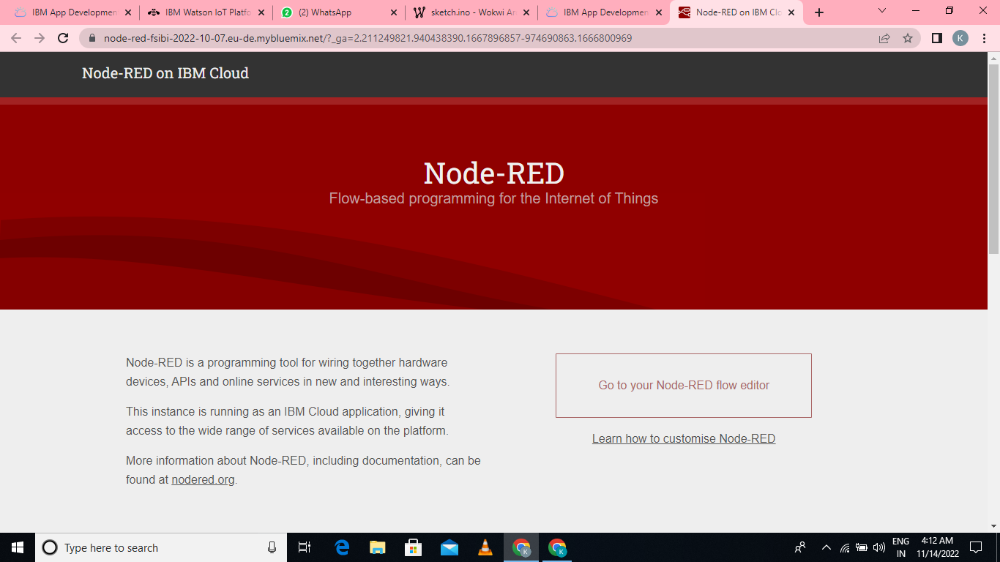 IBM App Developmen
IBM Watson IoT Platfo
(2) WhatsApp
sketch.ino - Wokwi Ar
IBM App Developmen
Node-RED on IBM Clo
node-red-fsibi-2022-10-07.eu-de.mybluemix.net/?_ga=2.211249821.940438390.1667896857-974690863.1666800969
K
Node-RED on IBM Cloud
Node-RED
Flow-based programming for the Internet of Things
Node-RED is a programming tool for wiring together hardware
devices, APIs and online services in new and interesting ways.
This instance is running as an IBM Cloud application, giving it
access to the wide range of services available on the platform.
More information about Node-RED, including documentation, can be
found at nodered.org.
Go to your Node-RED flow editor
Learn how to customise Node-RED
Type here to search
ENG
IN
4:12 AM
11/14/2022